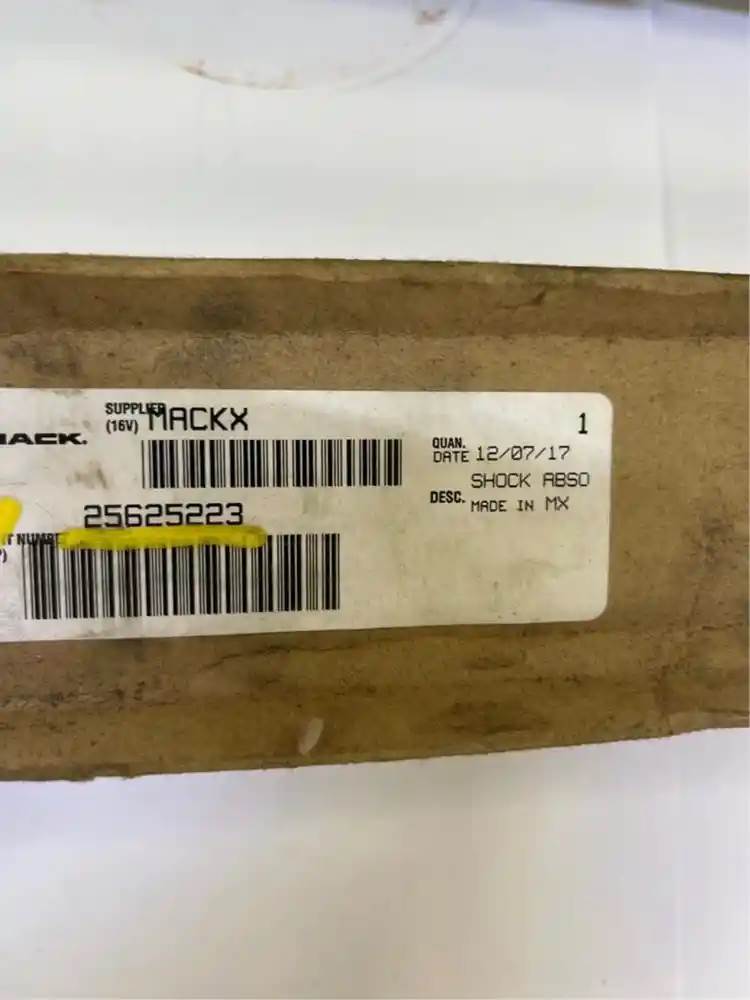 MACK.
SUPPLIER
(16V) MACKX
1
QUAN.
DATE 12/07/17
SHOCK ABSO
DESC. MADE IN MX
25625223